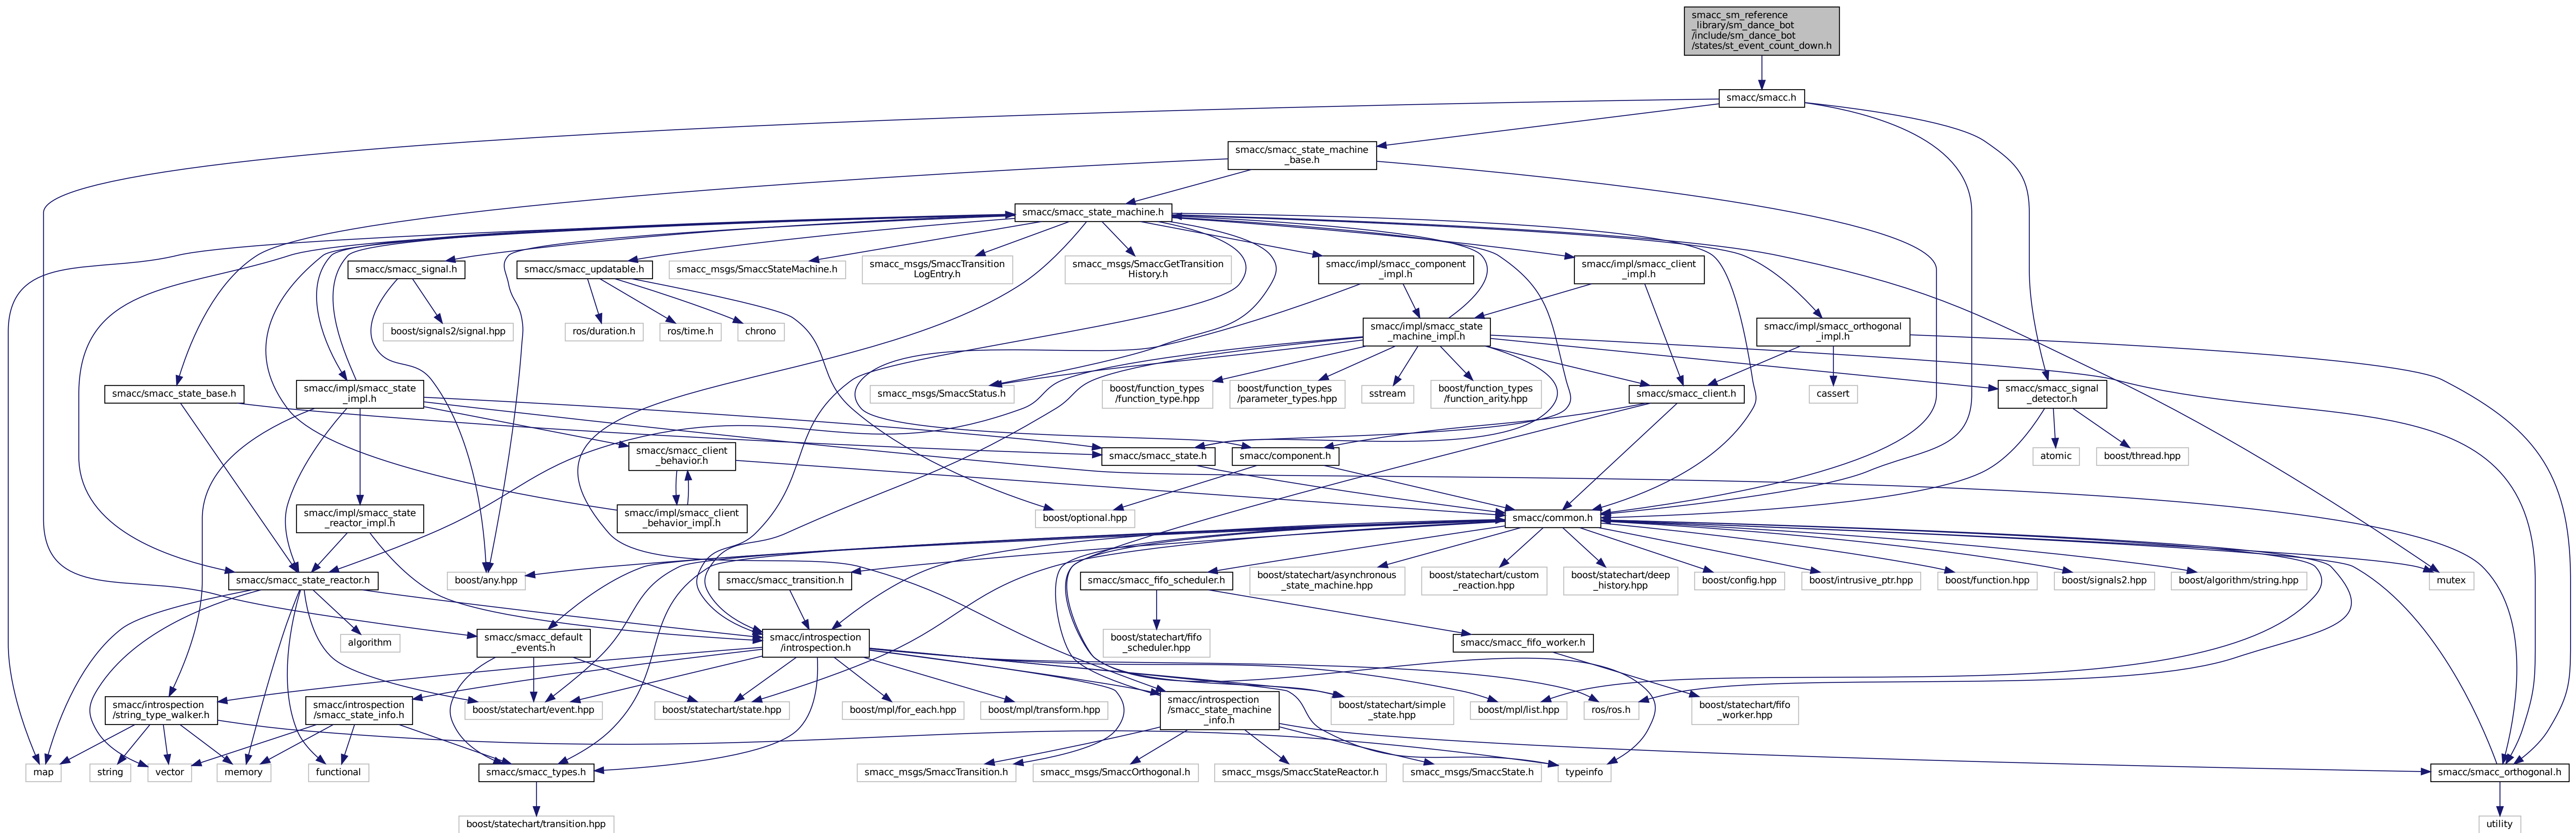 smacc_sm_reference
_library/sm_dance_bot
/include/sm_dance_bot
/states/st_event_count_down.h
smacc/smacc.h
smacc/smacc_state_machine
_base.h
smacc/smacc_state_machine.h
smacc/smacc_signal.h
smacc/smacc_updatable.h
smacc_msgs/SmaccStateMachine.h
smacc_msgs/SmaccTransition
LogEntry.h
smacc_msgs/SmaccGetTransition
History.h
smacc/impl/smacc_component
_impl.h
smacc/impl/smacc_client
_impl.h
boost/signals2/signal.hpp
ros/duration.h
ros/time.h
chrono
smacc/impl/smacc_state
_machine_impl.h
smacc/impl/smacc_orthogonal
_impl.h
smacc/smacc_state_base.h
smacc/impl/smacc_state
_impl.h
smacc_msgs/SmaccStatus.h
boost/function_types
/function_type.hpp
boost/function_types
/parameter_types.hpp
sstream
boost/function_types
/function_arity.hpp
smacc/smacc_client.h
cassert
smacc/smacc_signal
_detector.h
smacc/smacc_client
_behavior.h
smacc/smacc_state.h
smacc/component.h
atomic
boost/thread.hpp
smacc/impl/smacc_state
_reactor_impl.h
smacc/impl/smacc_client
_behavior_impl.h
boost/optional.hpp
smacc/common.h
smacc/smacc_state_reactor.h
boost/any.hpp
smacc/smacc_transition.h
smacc/smacc_fifo_scheduler.h
boost/statechart/asynchronous
_state_machine.hpp
boost/statechart/custom
_reaction.hpp
boost/statechart/deep
_history.hpp
boost/config.hpp
boost/intrusive_ptr.hpp
boost/function.hpp
boost/signals2.hpp
boost/algorithm/string.hpp
mutex
algorithm
smacc/smacc_default
_events.h
smacc/introspection
/introspection.h
boost/statechart/fifo
_scheduler.hpp
smacc/smacc_fifo_worker.h
smacc/introspection
/string_type_walker.h
smacc/introspection
/smacc_state_info.h
boost/statechart/event.hpp
boost/statechart/state.hpp
boost/mpl/for_each.hpp
boost/mpl/transform.hpp
smacc/introspection
/smacc_state_machine
_info.h
boost/statechart/simple
_state.hpp
boost/mpl/list.hpp
ros/ros.h
boost/statechart/fifo
_worker.hpp
map
string
vector
memory
functional
smacc/smacc_types.h
smacc_msgs/SmaccTransition.h
smacc_msgs/SmaccOrthogonal.h
smacc_msgs/SmaccStateReactor.h
smacc_msgs/SmaccState.h
typeinfo
smacc/smacc_orthogonal.h
boost/statechart/transition.hpp
utility